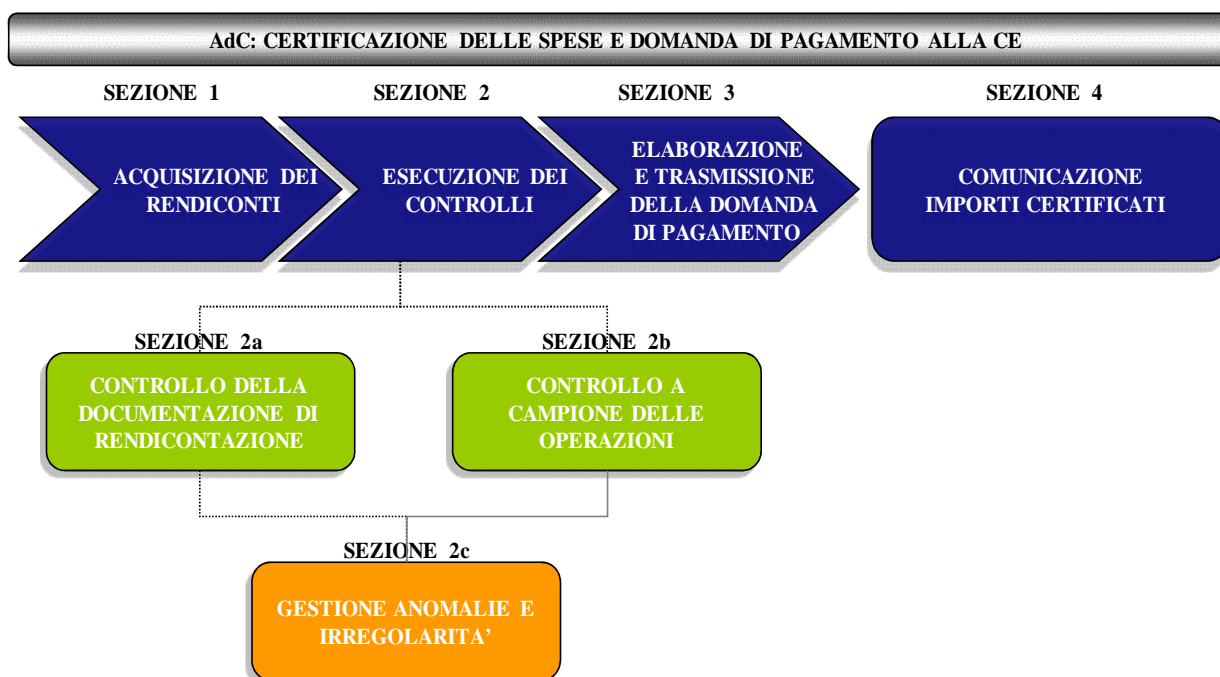 AdC: CERTIFICAZIONE DELLE SPESE E DOMANDA DI PAGAMENTO ALLA CE
SEZIONE 1
SEZIONE 2
SEZIONE 3
SEZIONE 4
ACQUISIZIONE DEI
RENDICONTI
ESECUZIONE DEI
CONTROLLI
ELABORAZIONE
E TRASMISSIONE
DELLA DOMANDA
DI PAGAMENTO
COMUNICAZIONE
IMPORTI CERTIFICATI
SEZIONE 2a
CONTROLLO DELLA
DOCUMENTAZIONE DI
RENDICONTAZIONE
SEZIONE 2b
CONTROLLO A
CAMPIONE DELLE
OPERAZIONI
SEZIONE 2c
GESTIONE ANOMALIE E
IRREGOLARITA’